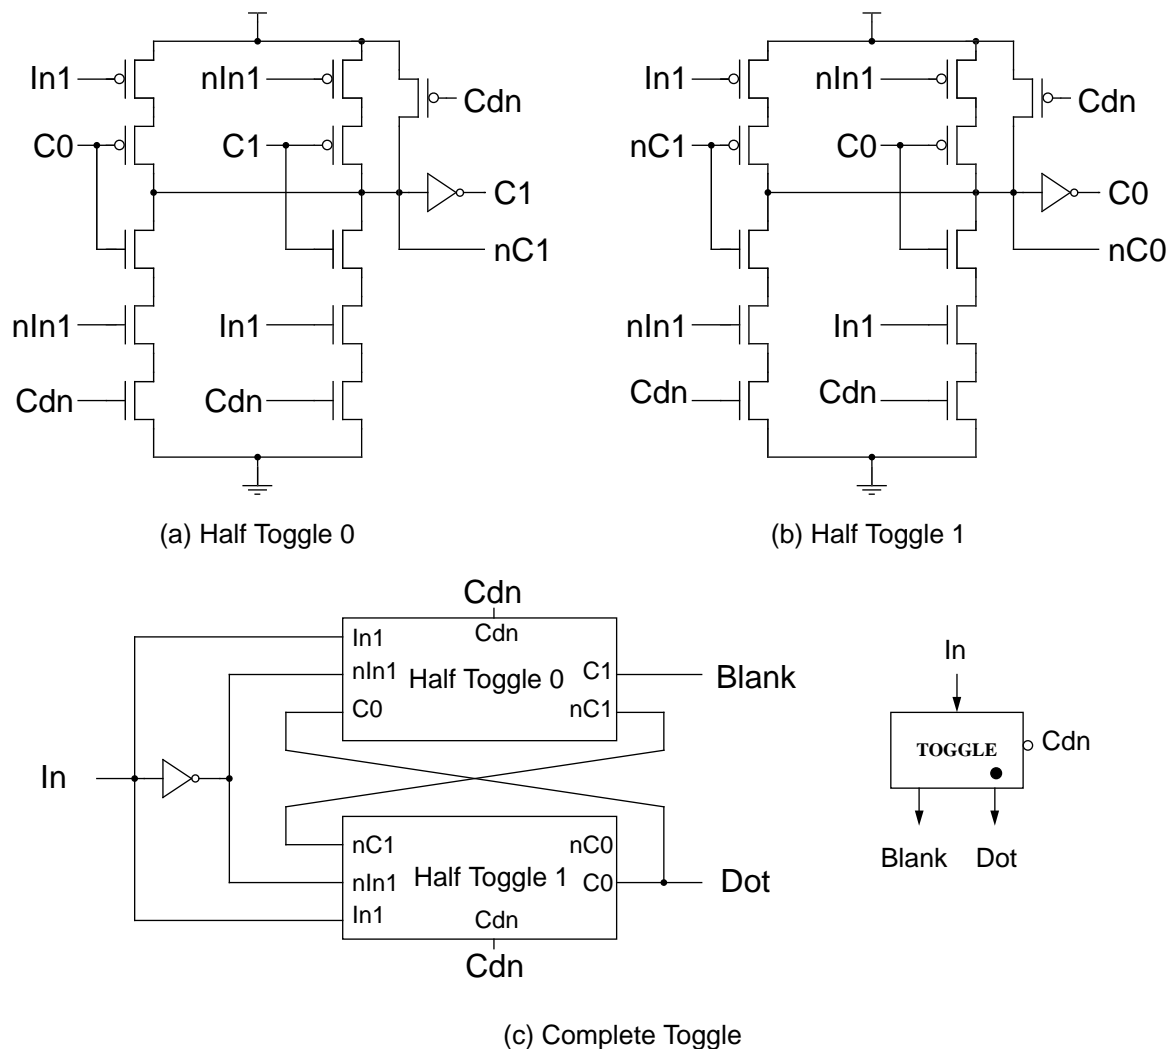 In1
nIn1
Cdn
C0
C1
C1
nC1
nIn1
In1
Cdn
Cdn
(a) Half Toggle 0
In1
nIn1
Cdn
nC1
C0
C0
nC0
nIn1
In1
Cdn
Cdn
(b) Half Toggle 1
Cdn
Cdn
In1
nIn1
Half Toggle 0
C1
C0
nC1
Blank
In
nC1
nC0
Half Toggle 1
nIn1
C0
In1
Cdn
Cdn
Dot
In
TOGGLE
Cdn
Blank
Dot
(c) Complete Toggle